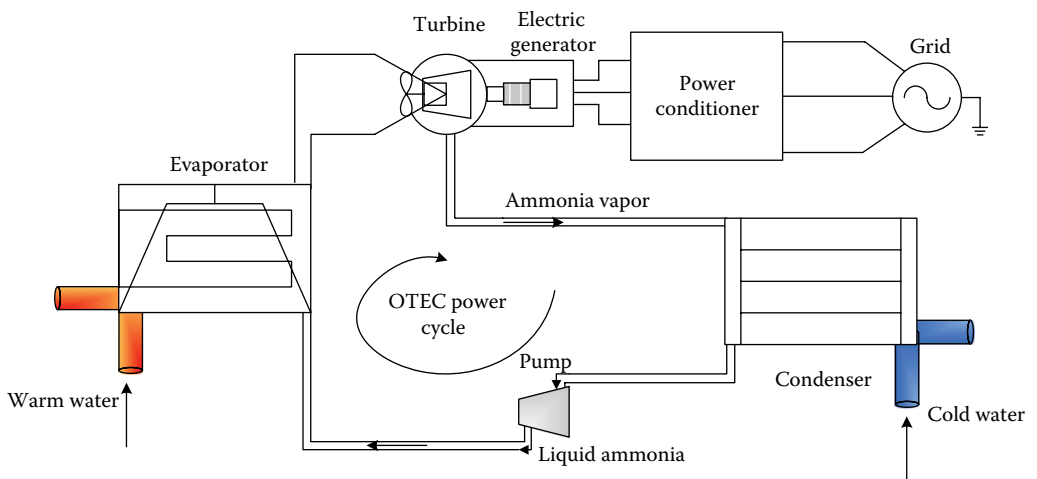 Turbine
Electric
generator
Grid
Power
conditioner
Evaporator
Ammonia vapor
OTEC power
cycle
Pump
Condenser
Warm water
Cold water
Liquid ammonia